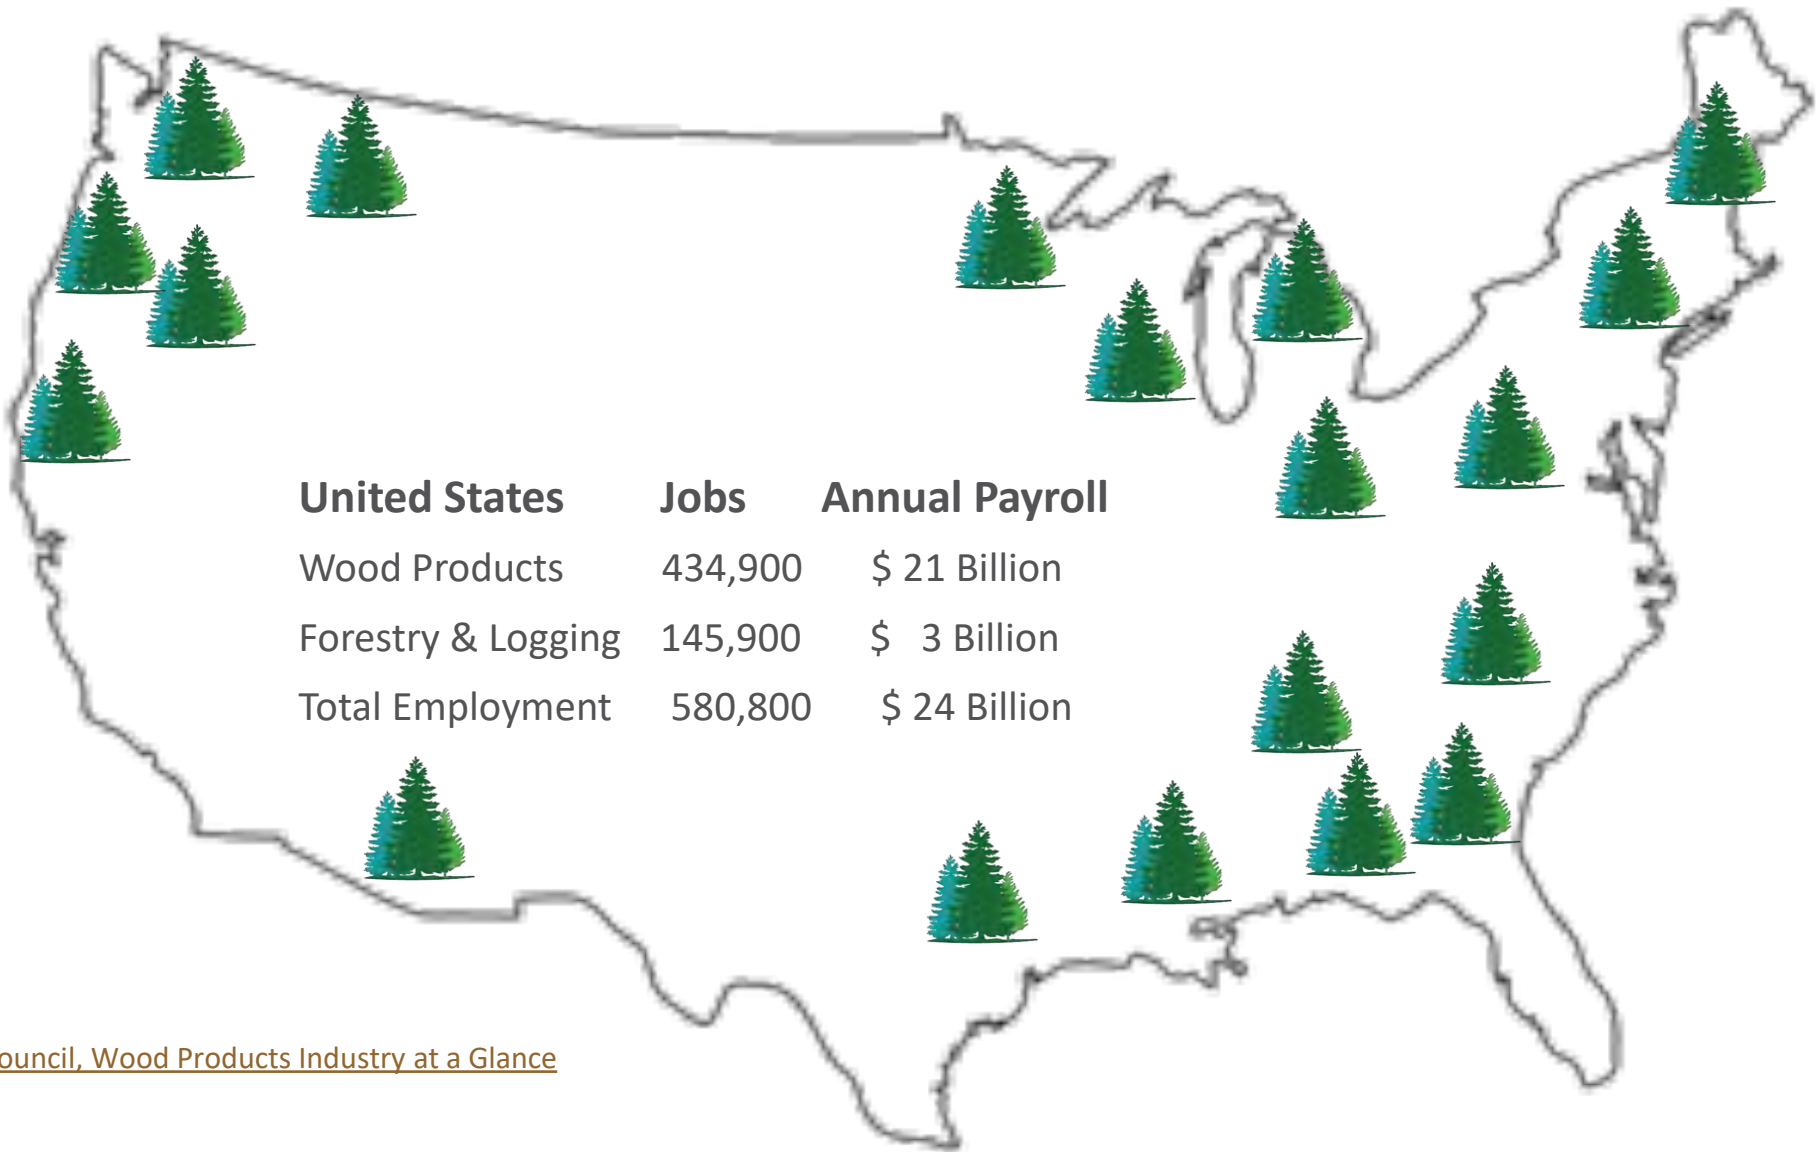 United States Jobs Annual Payroll
Wood Products 434,900 $ 21 Billion
Forestry & Logging 145,900 $ 3 Billion
Total Employment 580,800 $ 24 Billion
ouncil, Wood Products Industry at a Glance